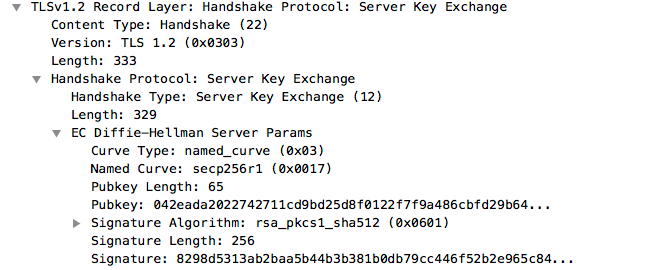 TLSv1.2 Record Layer: Handshake Protocol: Server Key Exchange
Content Type: Handshake (22)
Version: TLS 1.2 (0x0303)
Length: 333
Handshake Protocol: Server Key Exchange
Handshake Type: Server Key Exchange (12)
Length: 329
EC Diffie-Hellman Server Params
Curve Type: named_curve (0x03)
Named Curve: secp256r1 (0x0017)
Pubkey Length: 65
Pubkey: 042eada2022742711cd9bd25d8f0122f7f9a486cbfd29b64...
Signature Algorithm: rsa_pkcs1_sha512 (0x0601)
Signature Length: 256
Signature: 8298d5313ab2baa5b44b3b381b0db79cc446f52b2e965c84...